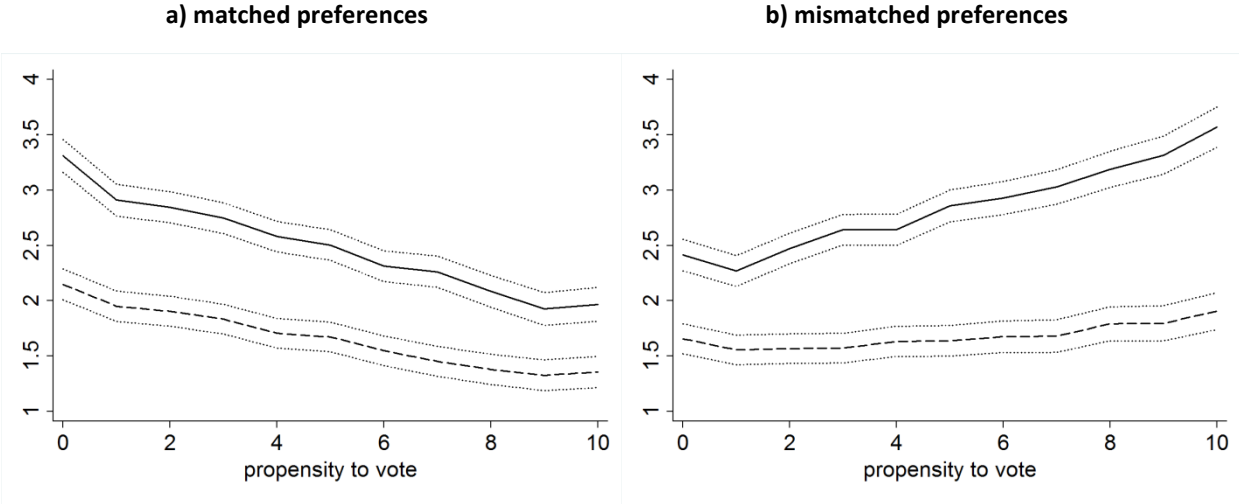 a) matched preferences
b) mismatched preferences
4
3.5
3
2.5
2
1.5
1
0 2 4 6 8 10
propensity to vote
4
3.5
3
2.5
2
1.5
1
0 2 4 6 8 10
propensity to vote